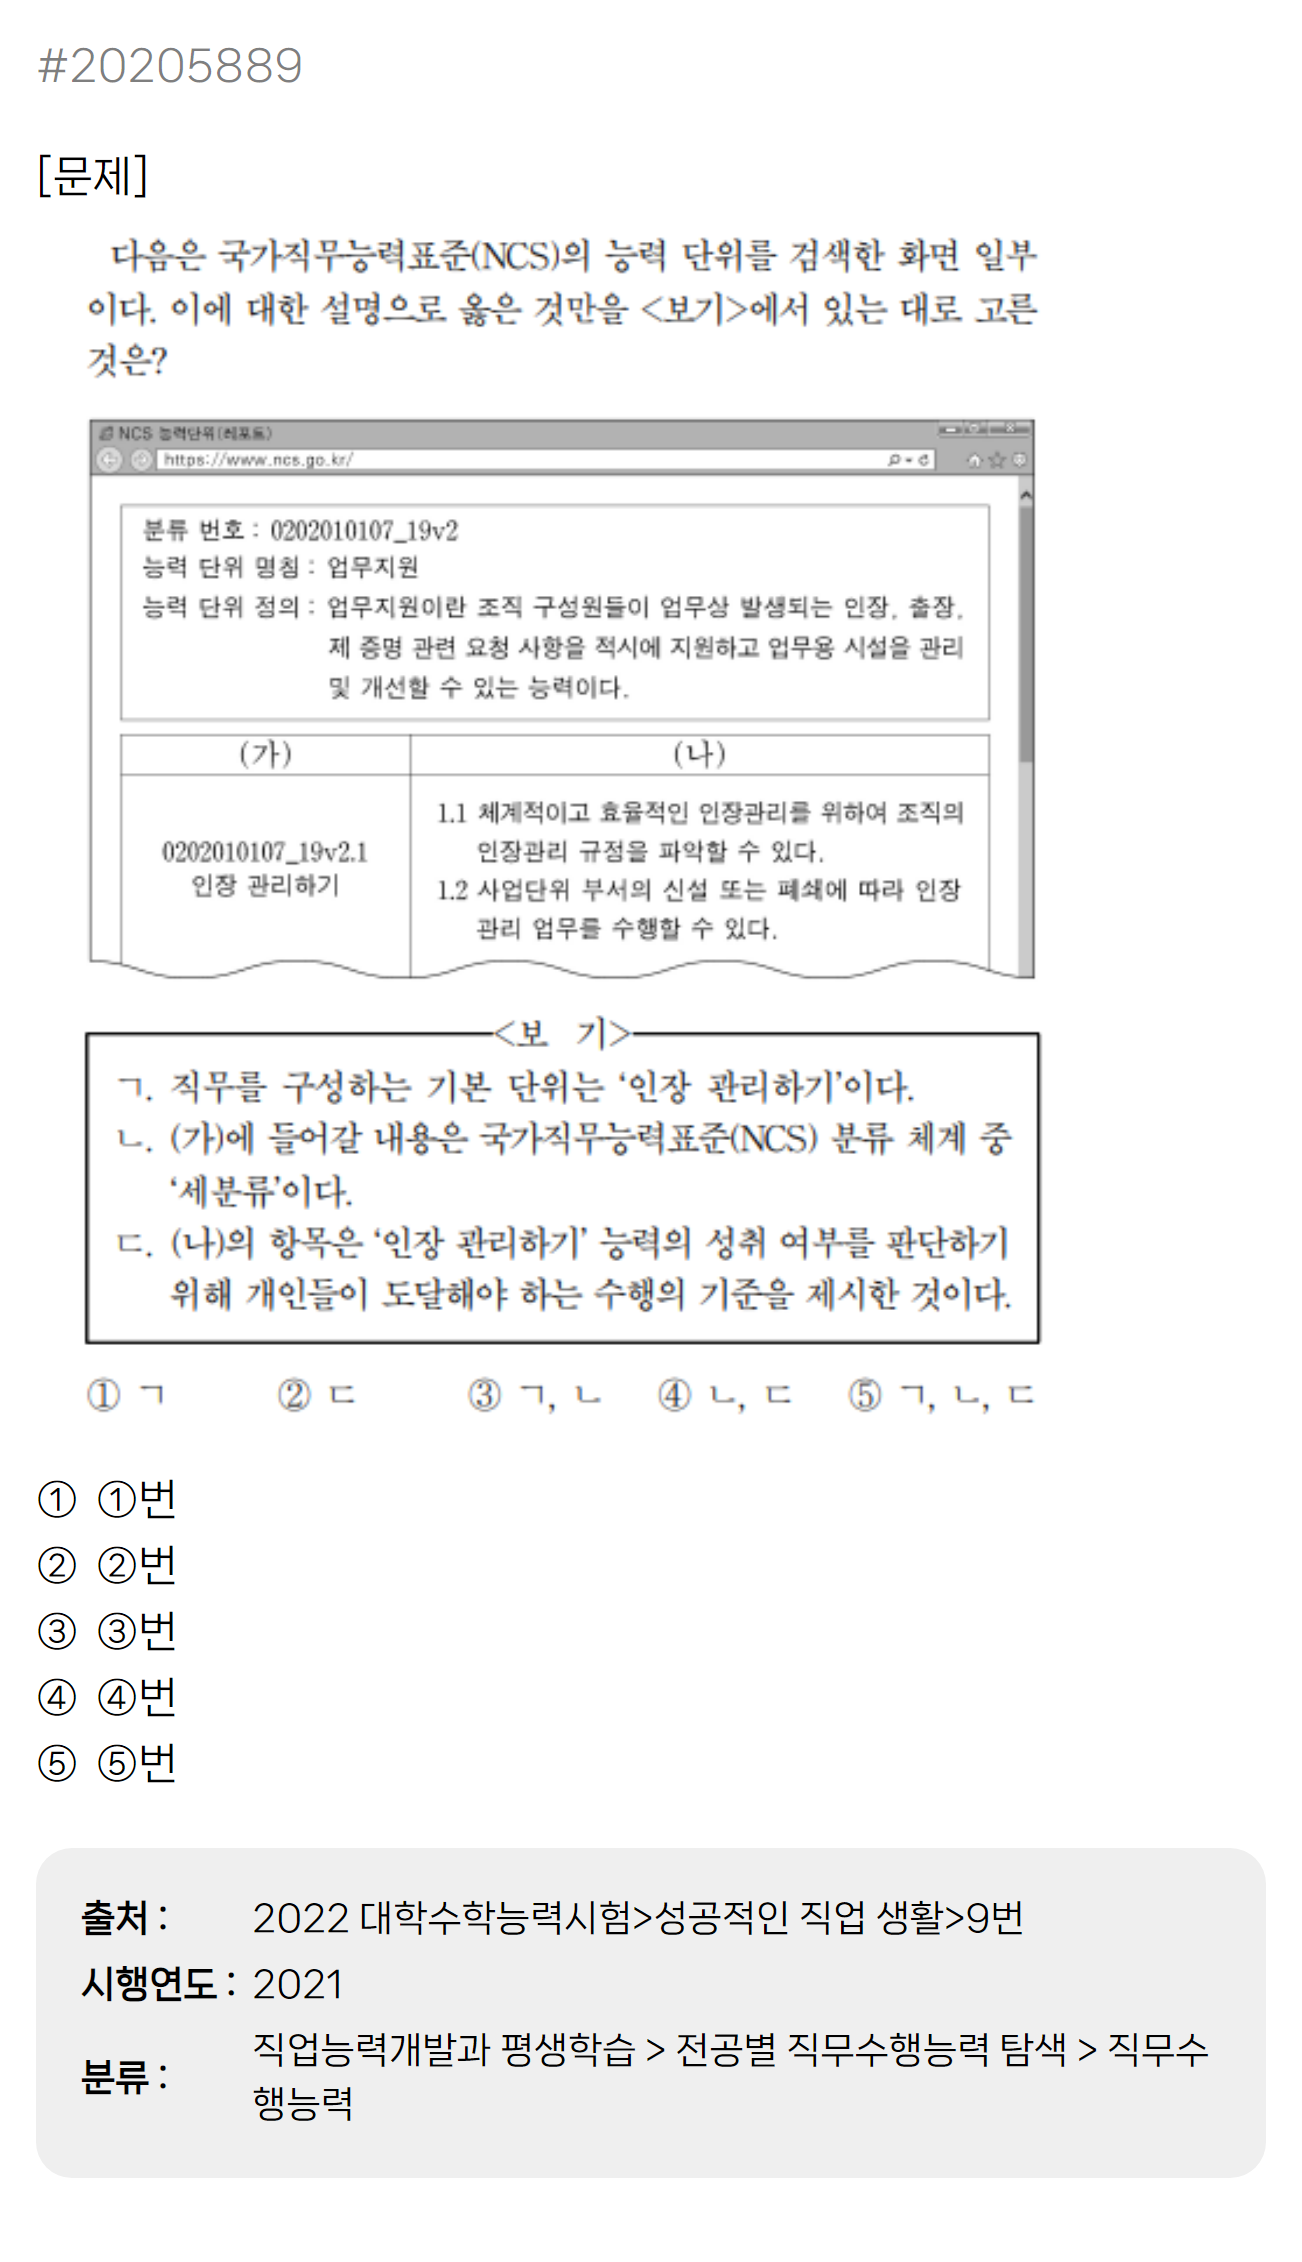 #20205889
[문제]
다음은 국가직무능력표준(NCS)의 능력 단위를 검색한 화면 일부
이다. 이에 대한 설명으로 옳은 것만을 <보기>에서 있는 대로 고른
것은?
NCS 능력단위(레포트)
https://www.ncs.go.kr/
분류 번호 : 0202010107_19v2
능력 단위 명칭 : 업무지원
능력 단위 정의 : 업무지원이란 조직 구성원들이 업무상 발생되는 인장, 출장,
제 증명 관련 요청 사항을 적시에 지원하고 업무용 시설을 관리
및 개선할 수 있는 능력이다.
(가) (나)
1.1 체계적이고 효율적인 인장관리를 위하여 조직의
0202010107_19v2.1 인장관리 규정을 파악할 수 있다.
인장 관리하기 1.2 사업단위 부서의 신설 또는 폐쇄에 따라 인장
관리 업무를 수행할 수 있다.
<보 기>
ㄱ. 직무를 구성하는 기본 단위는 ‘인장 관리하기’이다.
ㄴ. (가)에 들어갈 내용은 국가직무능력표준(NCS) 분류 체계 중
‘세분류’이다.
ㄷ. (나)의 항목은 ‘인장 관리하기’ 능력의 성취 여부를 판단하기
위해 개인들이 도달해야 하는 수행의 기준을 제시한 것이다.
① ㄱ ② ㄷ ③ ㄱ, ㄴ ④ ㄴ, ㄷ ⑤ ㄱ, ㄴ, ㄷ
① ①번
② ②번
③ ③번
④ ④번
⑤ ⑤번
출처 : 2022 대학수학능력시험>성공적인 직업 생활>9번
시행연도 : 2021
분류 : 직업능력개발과 평생학습 > 전공별 직무수행능력 탐색 > 직무수
행능력